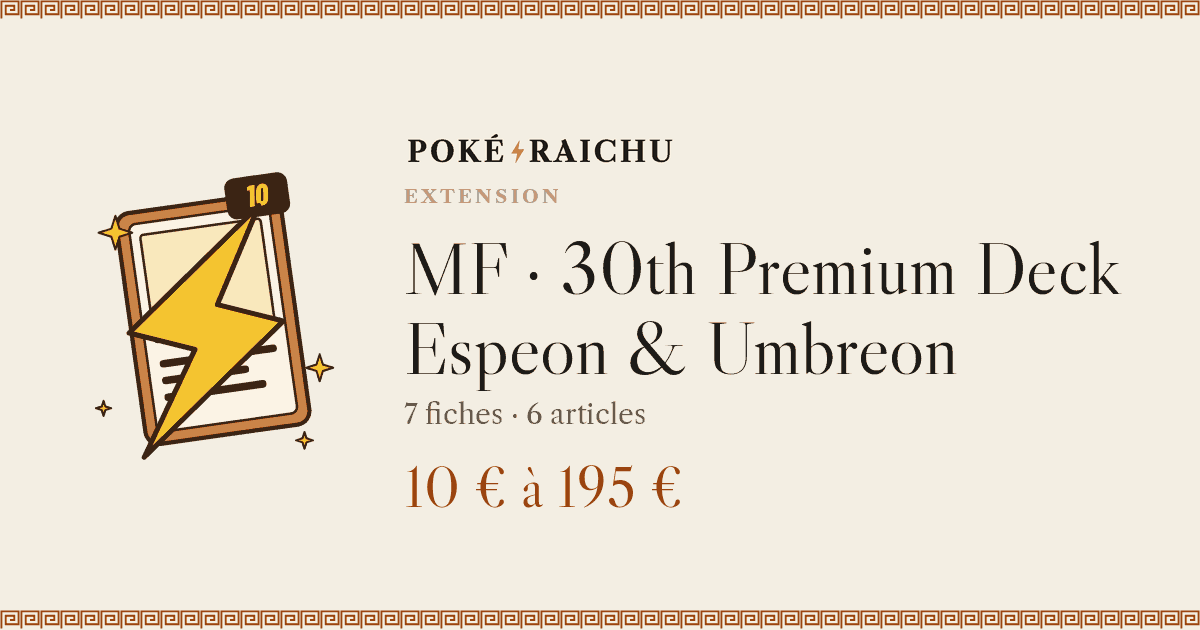 10
POKÉ RAICHU
EXTENSION
MF · 30th Premium Deck
Espeon & Umbreon
7 fiches · 6 articles
10 € à 195 €